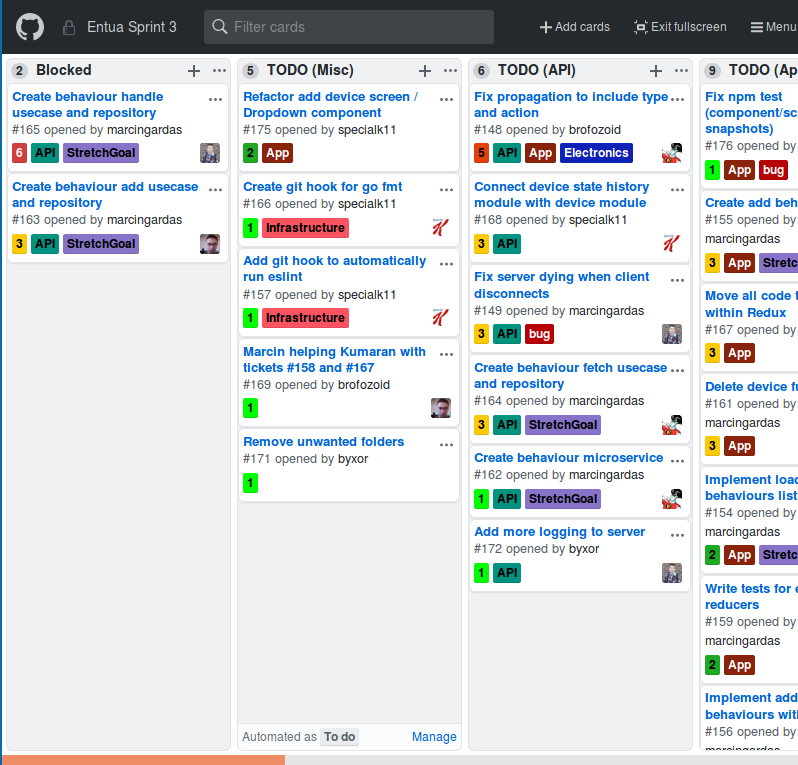 Entua Sprint 3
Filter cards
Add cards
Exit fullscreen
Menu
2 Blocked
Create behaviour handle
usecase and repository
#165 opened by marcingardas
6 API StretchGoal
Create behaviour add usecase
and repository
#163 opened by marcingardas
3 API StretchGoal
5 TODO (Misc)
Refactor add device screen /
Dropdown component
#175 opened by specialk11
2 App
Create git hook for go fmt
#166 opened by specialk11
1 Infrastructure
Add git hook to automatically
run eslint
#157 opened by specialk11
1 Infrastructure
Marcin helping Kumaran with
tickets #158 and #167
#169 opened by brofozoid
1
Remove unwanted folders
#171 opened by byxor
1
Automated as To do Manage
6 TODO (API)
Fix propagation to include type
and action
#148 opened by brofozoid
5 API App Electronics
Connect device state history
module with device module
#168 opened by specialk11
3 API
Fix server dying when client
disconnects
#149 opened by marcingardas
3 API bug
Create behaviour fetch usecase
and repository
#164 opened by marcingardas
3 API StretchGoal
Create behaviour microservice
#162 opened by marcingardas
1 API StretchGoal
Add more logging to server
#172 opened by byxor
1 API
9 TODO (Ap
Fix npm test
(component/sc
snapshots)
#176 opened by
1 App bug
Create add beh
#155 opened by
marcingardas
3 App Stretc
Move all code t
within Redux
#167 opened by
3 App
Delete device fu
#161 opened by
marcingardas
3 App
Implement load
behaviours list
#154 opened by
marcingardas
2 App Stretc
Write tests for e
reducers
#159 opened by
marcingardas
2 App
Implement add
behaviours with
#156 opened by
marcingardas